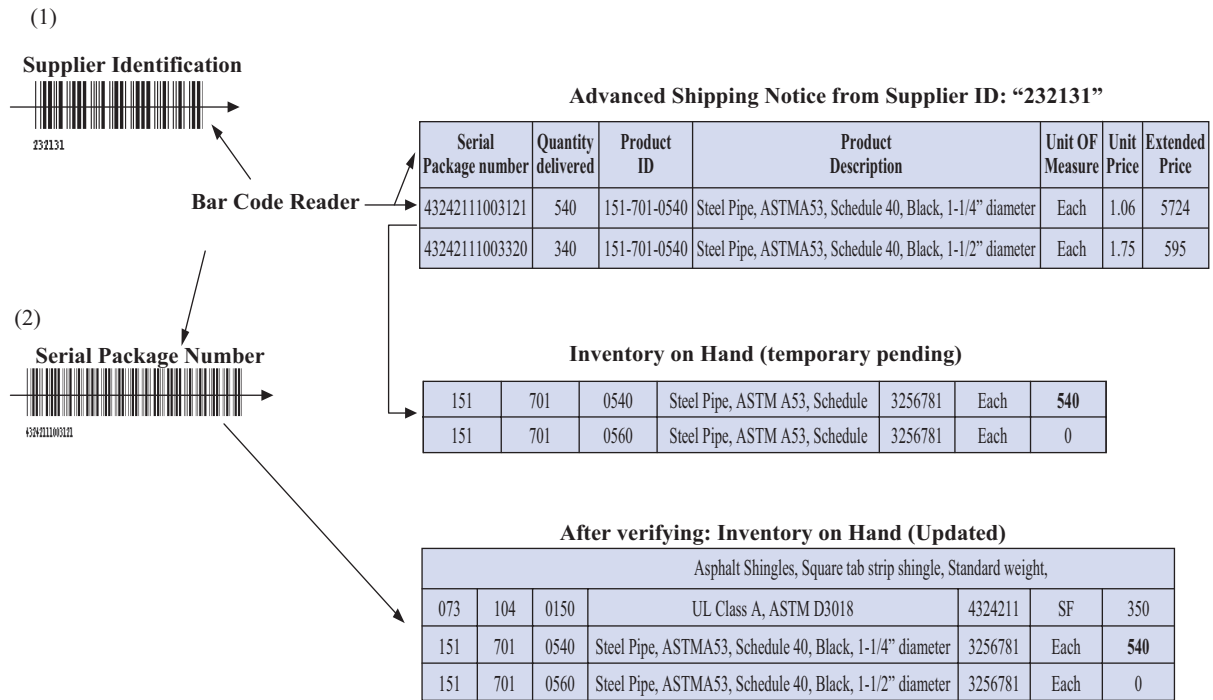 (1)
Supplier Identification
232131
Bar Code Reader
Advanced Shipping Notice from Supplier ID: “232131”
Serial Package number Quantity delivered Product ID Product Description Unit OF Measure Unit Price Extended Price
43242111003121 540 151-701-0540 Steel Pipe, ASTMA53, Schedule 40, Black, 1-1/4” diameter Each 1.06 5724
43242111003320 340 151-701-0540 Steel Pipe, ASTMA53, Schedule 40, Black, 1-1/2” diameter Each 1.75 595
(2)
Serial Package Number
43242111003121
Inventory on Hand (temporary pending)
151 701 0540 Steel Pipe, ASTM A53, Schedule 3256781 Each 540
151 701 0560 Steel Pipe, ASTM A53, Schedule 3256781 Each 0
After verifying: Inventory on Hand (Updated)
Asphalt Shingles, Square tab strip shingle, Standard weight,
073 104 0150 UL Class A, ASTM D3018 4324211 SF 350
151 701 0540 Steel Pipe, ASTMA53, Schedule 40, Black, 1-1/4” diameter 3256781 Each 540
151 701 0560 Steel Pipe, ASTMA53, Schedule 40, Black, 1-1/2” diameter 3256781 Each 0